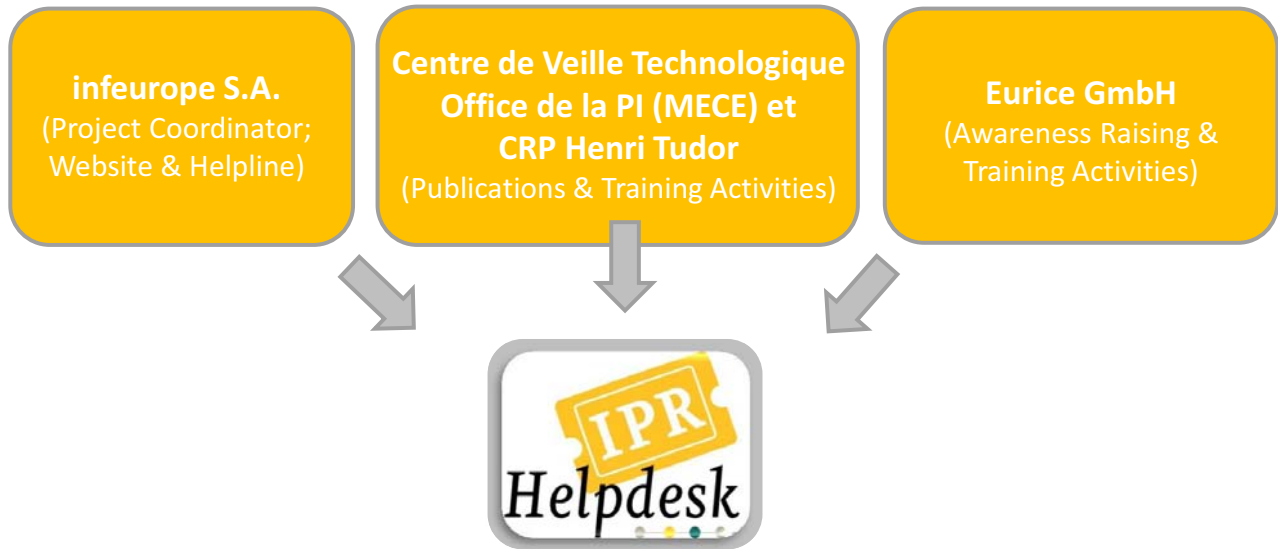 infeurope S.A.
(Project Coordinator;
Website & Helpline)
Centre de Veille Technologique
Office de la PI (MECE) et
CRP Henri Tudor
(Publications & Training Activities)
Eurice GmbH
(Awareness Raising &
Training Activities)
IPR
Helpdesk